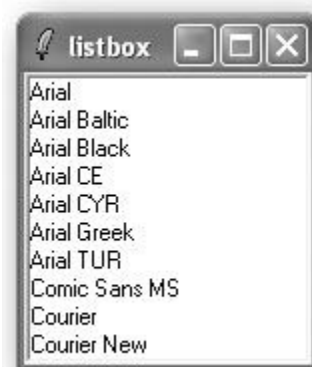 listbox
Arial
Arial Baltic
Arial Black
Arial CE
Arial CYR
Arial Greek
Arial TUR
Comic Sans MS
Courier
Courier New